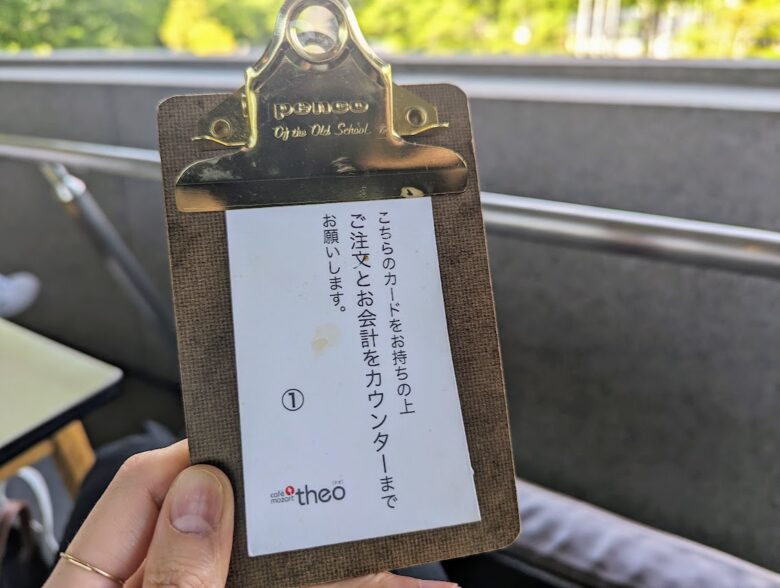 penco
Of the Old School
こちらのカードをお持ちの上
ご注文とお会計をカウンターまで
お願いします。
①
café mozart theo